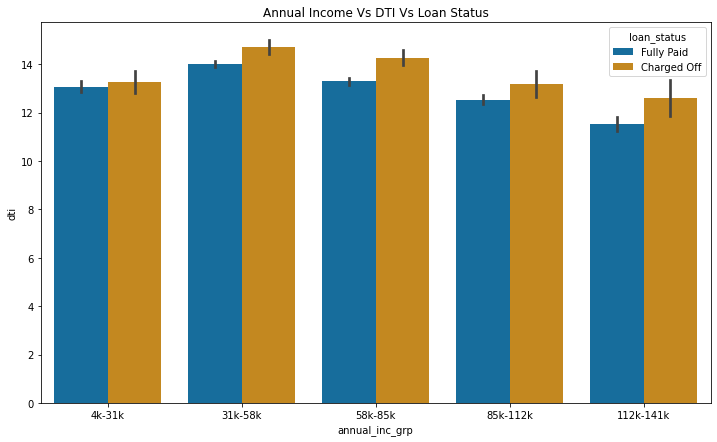 Annual Income Vs DTI Vs Loan Status
loan_status
Fully Paid
Charged Off
14
12
10
8
6
4
2
0
dti
4k-31k
31k-58k
58k-85k
85k-112k
112k-141k
annual_inc_grp